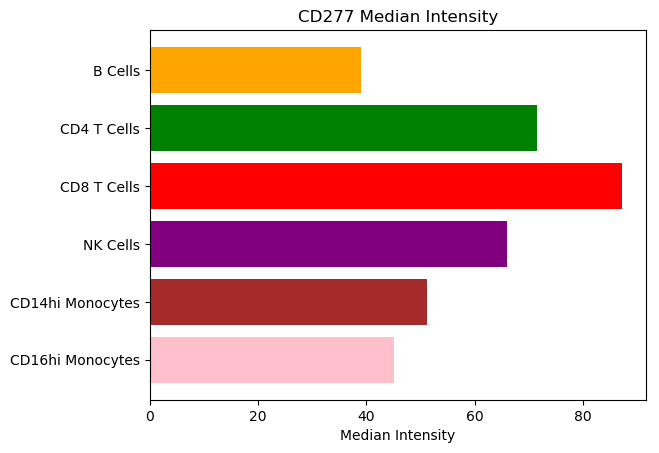 CD277 Median Intensity
B Cells
CD4 T Cells
CD8 T Cells
NK Cells
CD14hi Monocytes
CD16hi Monocytes
0 20 40 60 80
Median Intensity